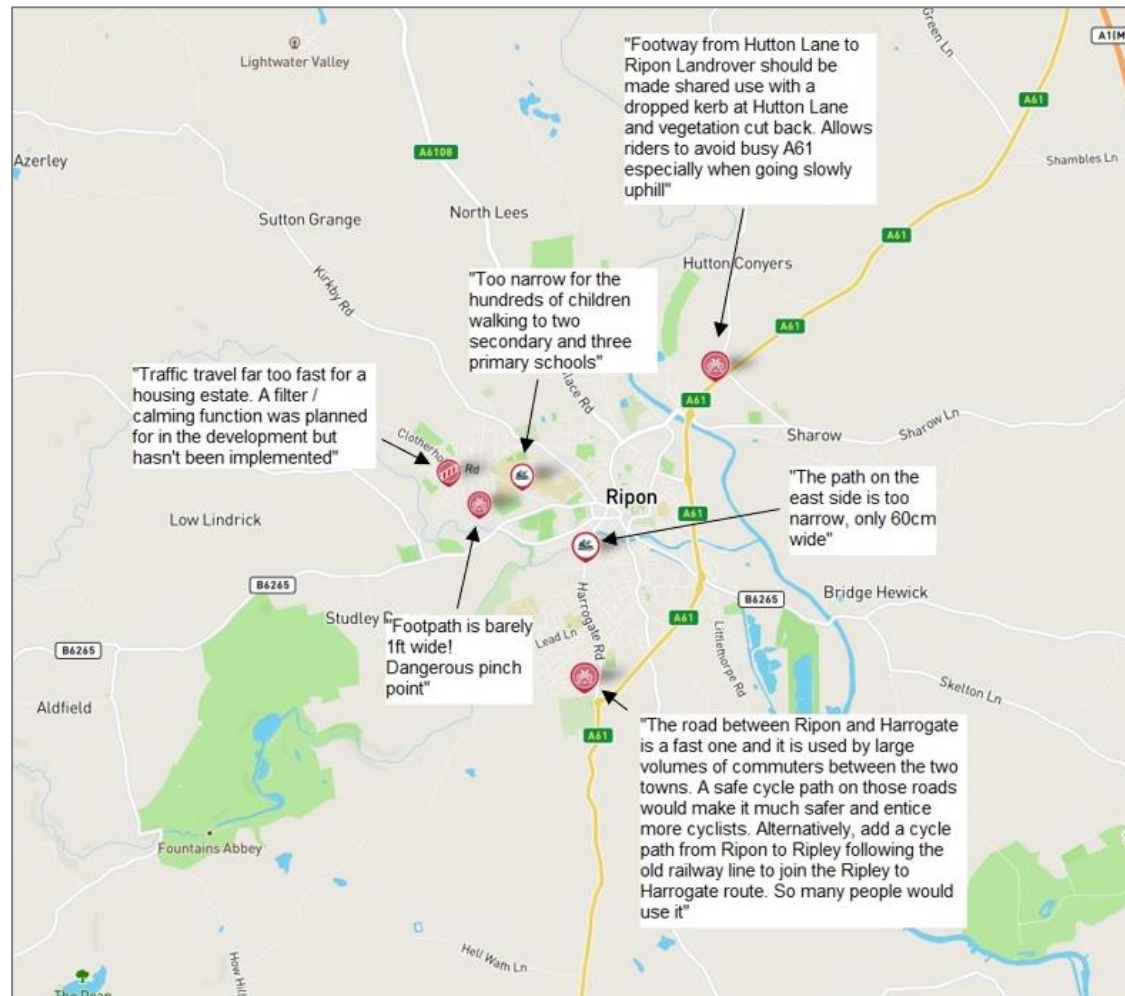 Lightwater Valley
"Footway from Hutton Lane to
Ripon Landrover should be
made shared use with a
dropped kerb at Hutton Lane
and vegetation cut back. Allows
riders to avoid busy A61
especially when going slowly
uphill"
Green Ln
A1(M
A61
Shambles Ln
Azerley
A6108
Sutton Grange
North Lees
Kirkby Rd
A61
Hutton Conyers
"Too narrow for the
hundreds of children
walking to two
secondary and three
primary schools"
A61
"Traffic travel far too fast for a
housing estate. A filter /
calming function was planned
for in the development but
hasn't been implemented"
A61
Sharow
Sharow Ln
Rd
Ripon
"The path on the
east side is too
narrow, only 60cm
wide"
Low Lindrick
A61
B6265
Studley
Harrogate Rd
B6265
Bridge Hewick
"Footpath is barely
1ft wide!
Dangerous pinch
point"
Lead Ln
A61
Littlethorpe Rd
B6265
Skelton Ln
Aldfield
A61
"The road between Ripon and Harrogate
is a fast one and it is used by large
volumes of commuters between the two
towns. A safe cycle path on those roads
would make it much safer and entice
more cyclists. Alternatively, add a cycle
path from Ripon to Ripley following the
old railway line to join the Ripley to
Harrogate route. So many people would
use it"
Fountains Abbey
Hell Wath Ln
How Hill